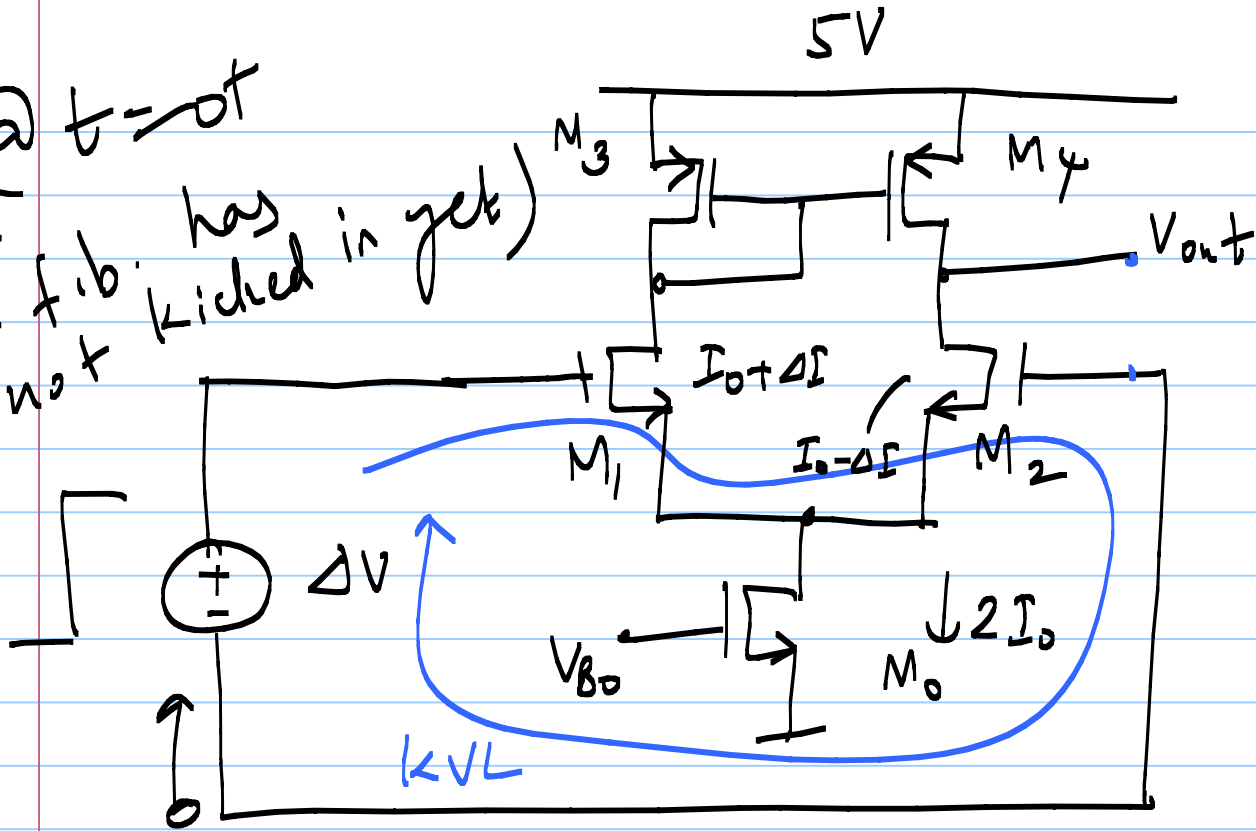 5V
@ t=0+
f.b. has
not kicked in yet)
M3
M4
Vout
I0+ΔI
I0-ΔI
M1
M2
+
-
ΔV
VB0
2I0
M0
KVL